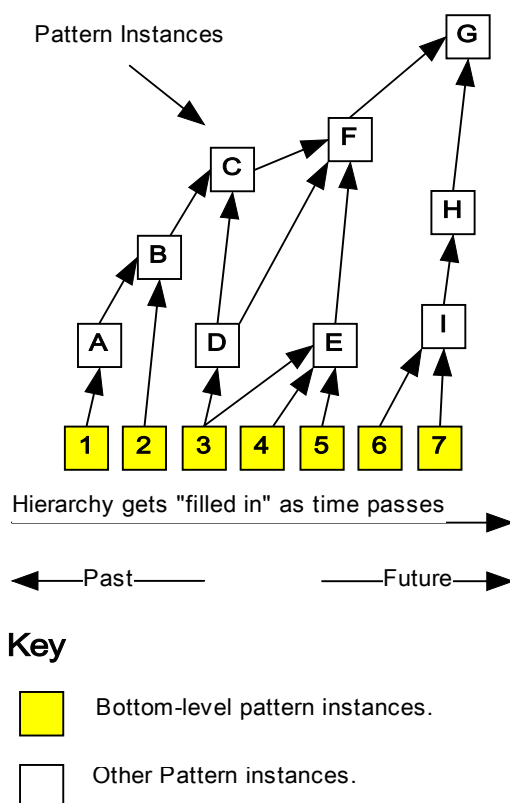 G
Pattern Instances
F
C
H
B
I
A
D
E
1 2 3 4 5 6 7
Hierarchy gets "filled in" as time passes
Past Future
Key
Bottom-level pattern instances.
Other Pattern instances.